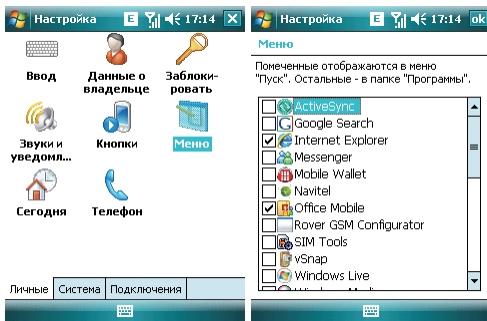 Настройка E 17:14
Ввод
Данные о
владельце
Заблоки-
ровать
Звуки и
уведомл...
Кнопки
Меню
Сегодня
Телефон
Личные Система Подключения
Настройка E 17:14 ok
Меню
Помеченные отображаются в меню
"Пуск". Остальные - в папке "Программы".
ActiveSync
Google Search
Internet Explorer
Messenger
Mobile Wallet
Navitel
Office Mobile
Rover GSM Configurator
SIM Tools
vSnap
Windows Live